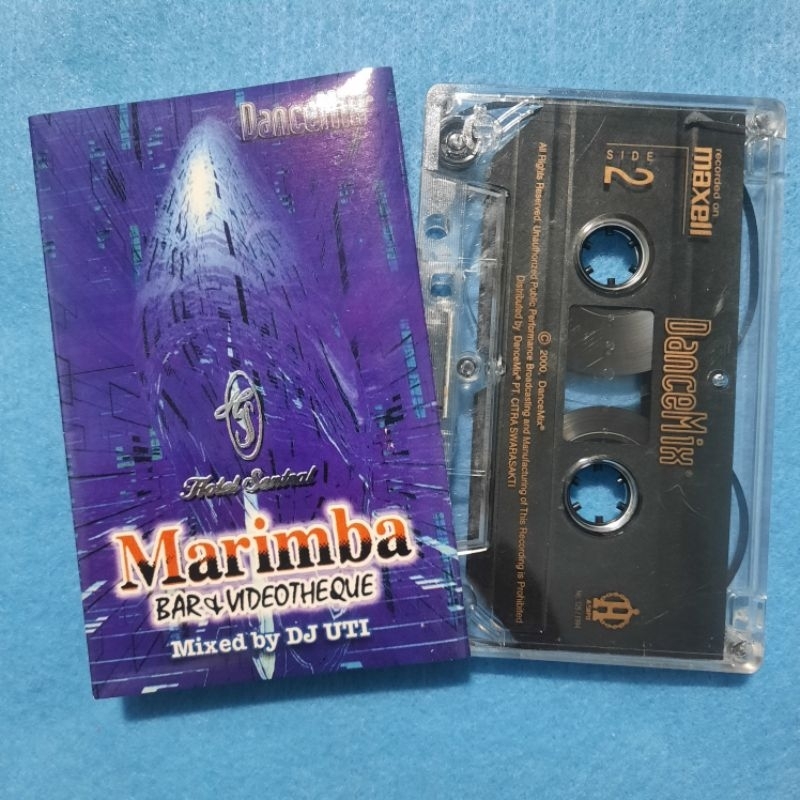 DanceMix
HS
Hotel Sentral
Marimba
BAR & VIDEOTHEQUE
Mixed by DJ UTI
recorded on
maxell
DanceMix®
SIDE
2
© 2000. DanceMix®
All Rights Reserved. Unauthorized Public Performance Broadcasting and Manufacturing of This Recording is Prohibited
Distributed by DanceMix® PT CITRA SWARASAKTI